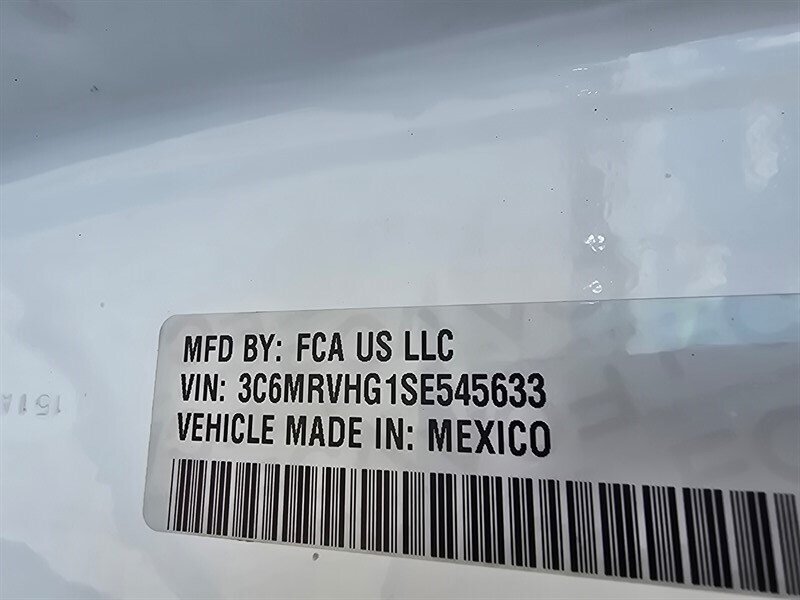 MFD BY: FCA US LLC
VIN: 3C6MRVHG1SE545633
VEHICLE MADE IN: MEXICO